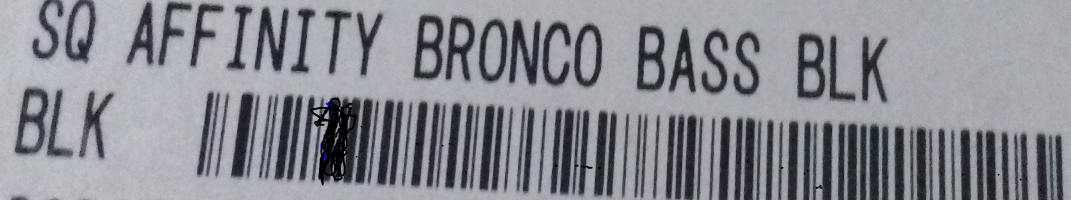 SQ AFFINITY BRONCO BASS BLK
BLK